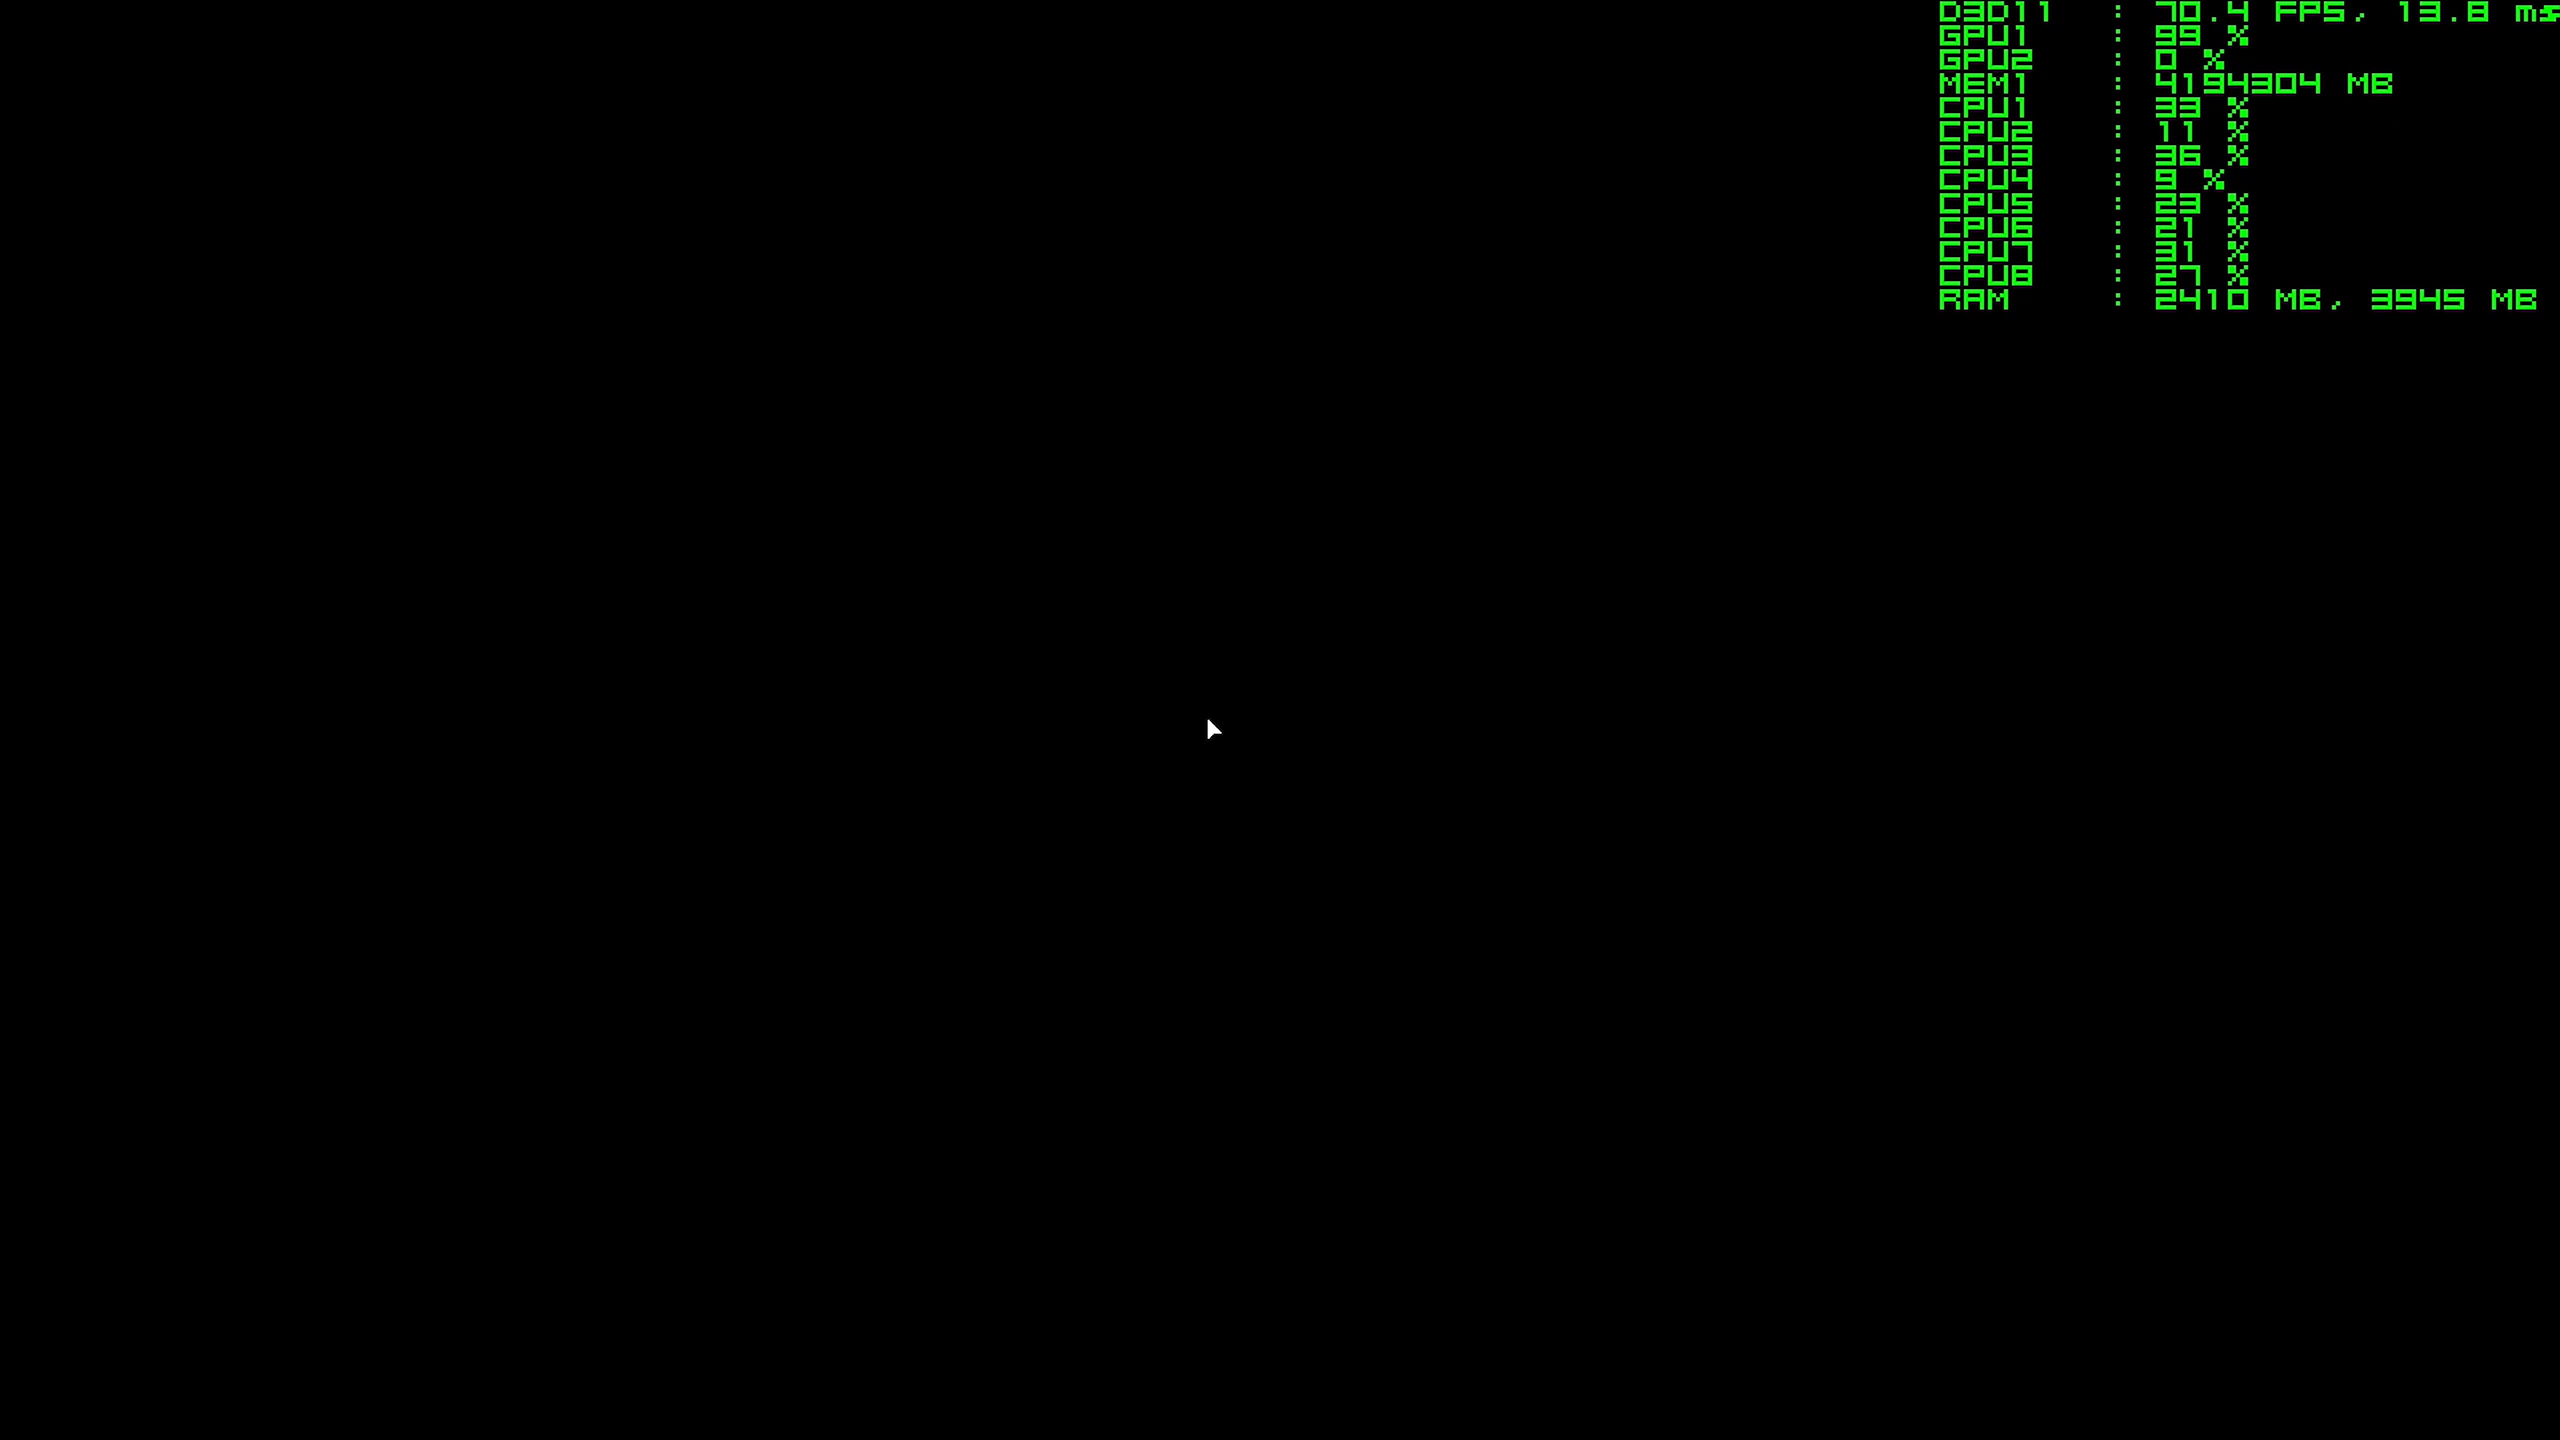 D3D11 : 70.4 FPS, 13.8 ms
GPU1 : 99 %
GPU2 : 0 %
MEM1 : 4194304 MB
CPU1 : 33 %
CPU2 : 11 %
CPU3 : 36 %
CPU4 : 9 %
CPU5 : 23 %
CPU6 : 21 %
CPU7 : 31 %
CPU8 : 27 %
RAM : 2410 MB, 3945 MB